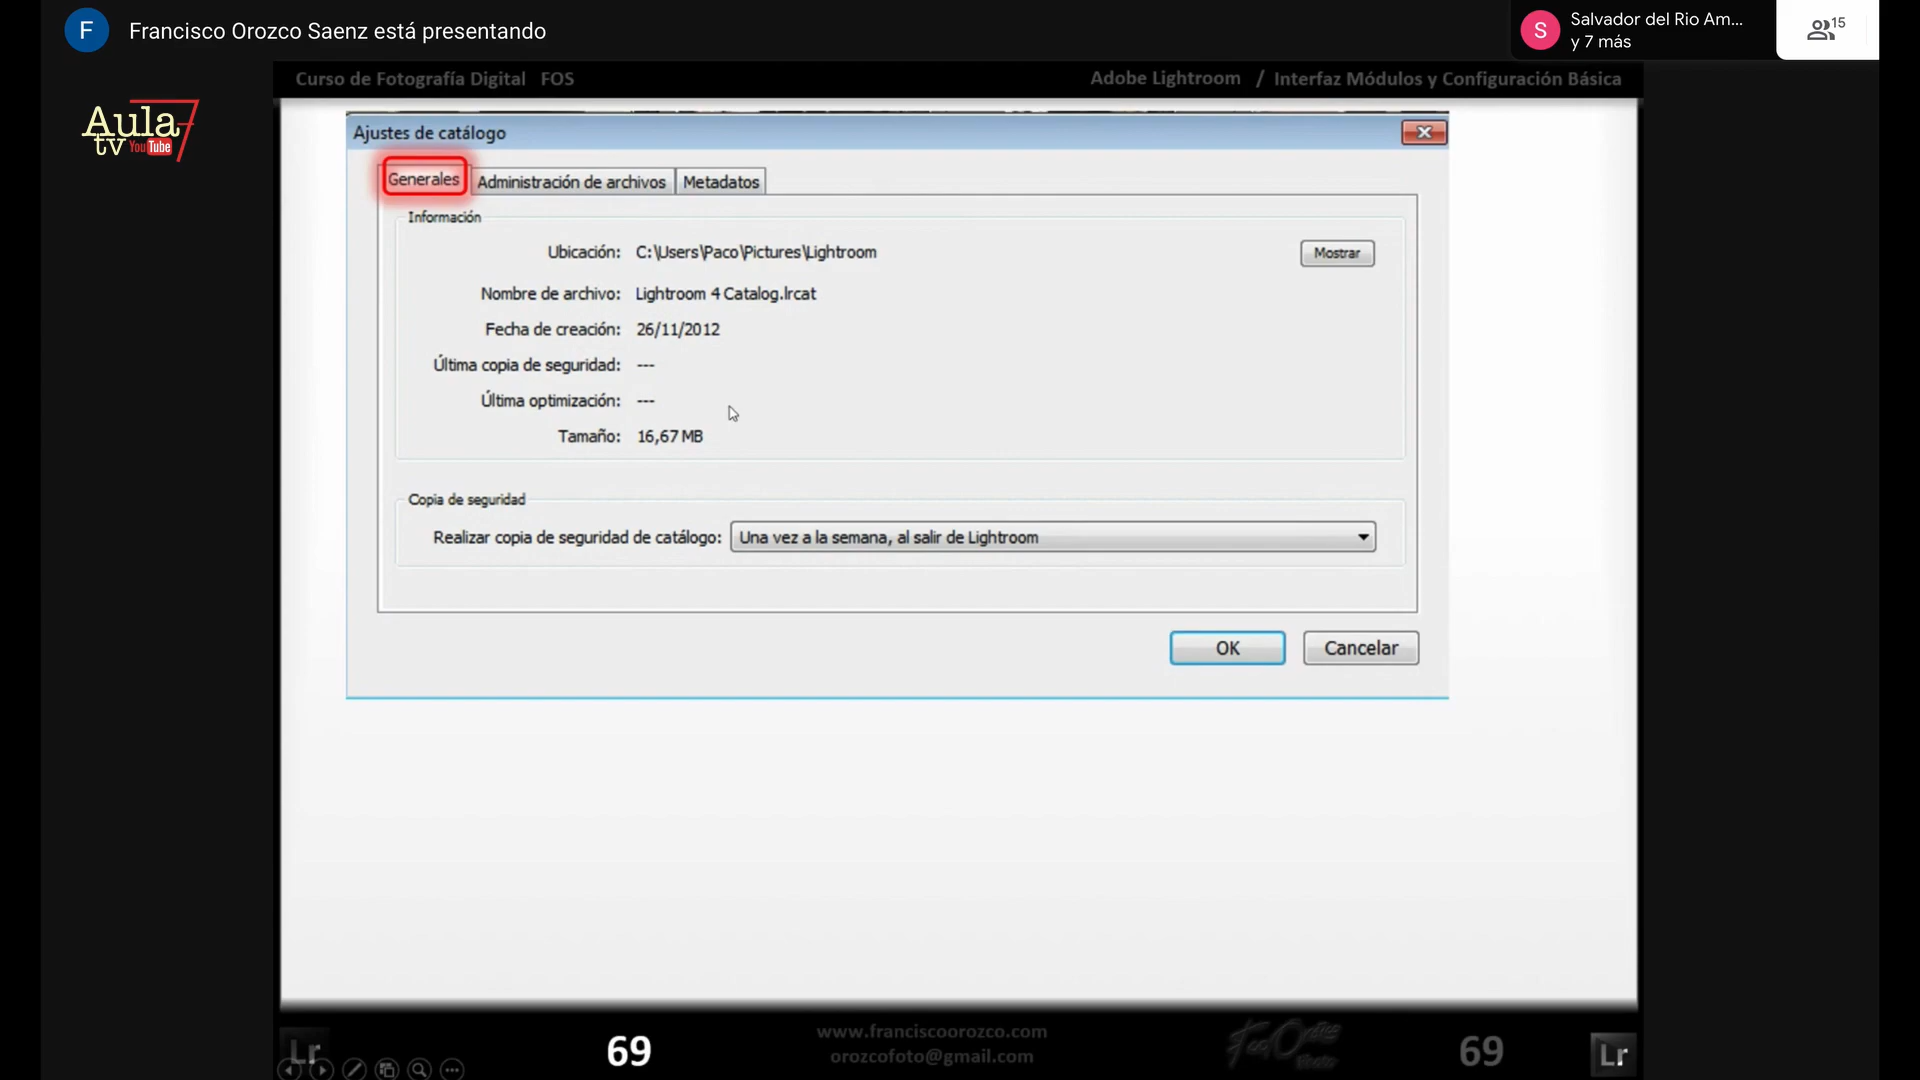 F Francisco Orozco Saenz está presentando
S Salvador del Rio Am...
y 7 más
15
Curso de Fotografía Digital FOS
Adobe Lightroom / Interfaz Módulos y Configuración Básica
Aula 7
tv YouTube
Ajustes de catálogo
Generales Administración de archivos Metadatos
Información
Ubicación: C:\Users\Paco\Pictures\Lightroom Mostrar
Nombre de archivo: Lightroom 4 Catalog.lrcat
Fecha de creación: 26/11/2012
Última copia de seguridad: ---
Última optimización: ---
Tamaño: 16,67 MB
Copia de seguridad
Realizar copia de seguridad de catálogo: Una vez a la semana, al salir de Lightroom
OK Cancelar
Lr
69
www.franciscoorozco.com
orozcofoto@gmail.com
69
Lr